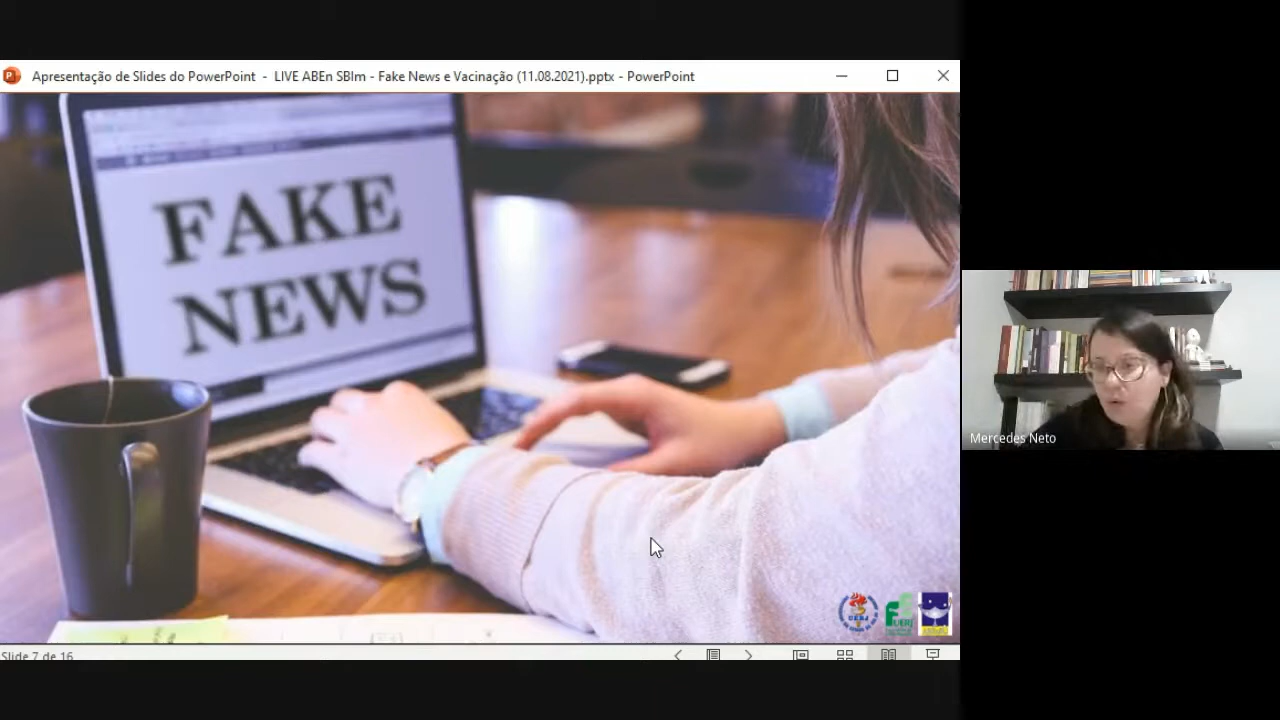 Apresentação de Slides do PowerPoint - LIVE ABEn SBIm - Fake News e Vacinação (11.08.2021).pptx - PowerPoint
FAKE
NEWS
Mercedes Neto
UERJ
Slide 7 de 16